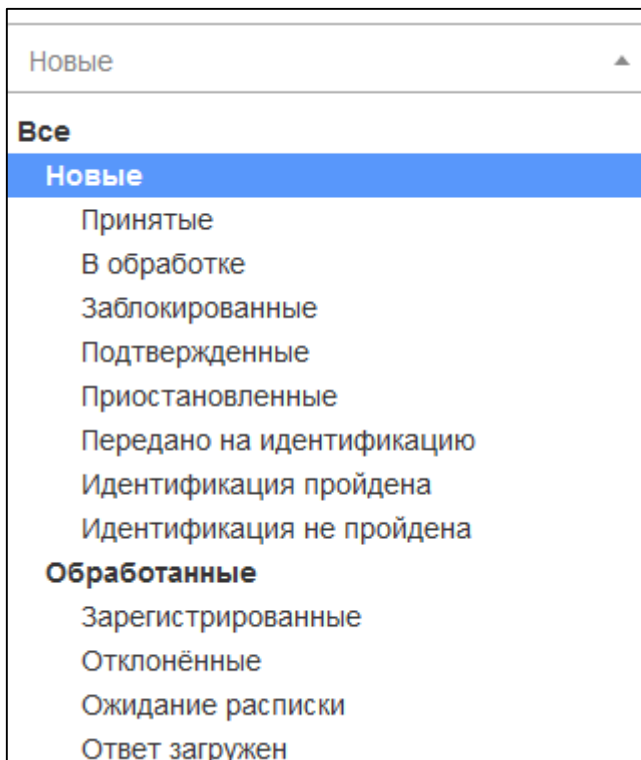 Новые
Все
Новые
Принятые
В обработке
Заблокированные
Подтвержденные
Приостановленные
Передано на идентификацию
Идентификация пройдена
Идентификация не пройдена
Обработанные
Зарегистрированные
Отклонённые
Ожидание расписки
Ответ загружен